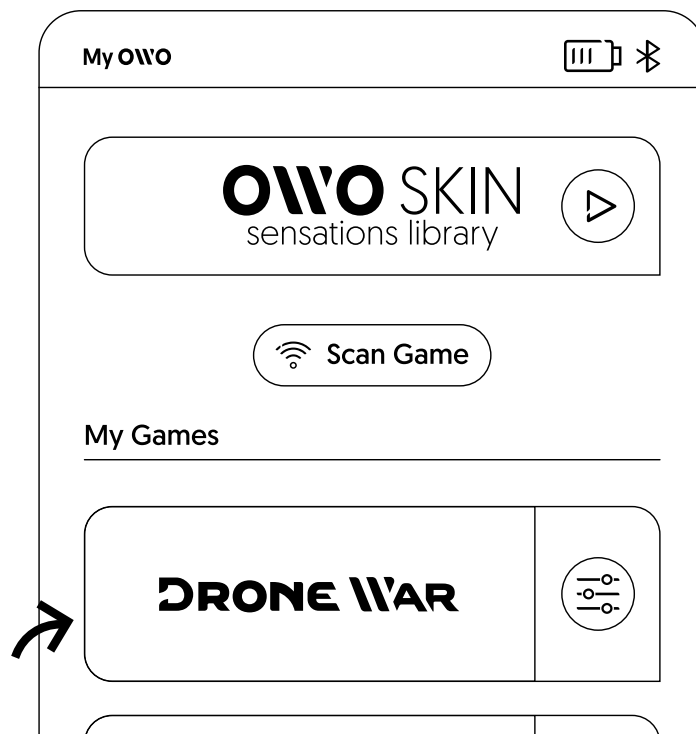 My OWO
OWO SKIN
sensations library
Scan Game
My Games
DRONE WAR